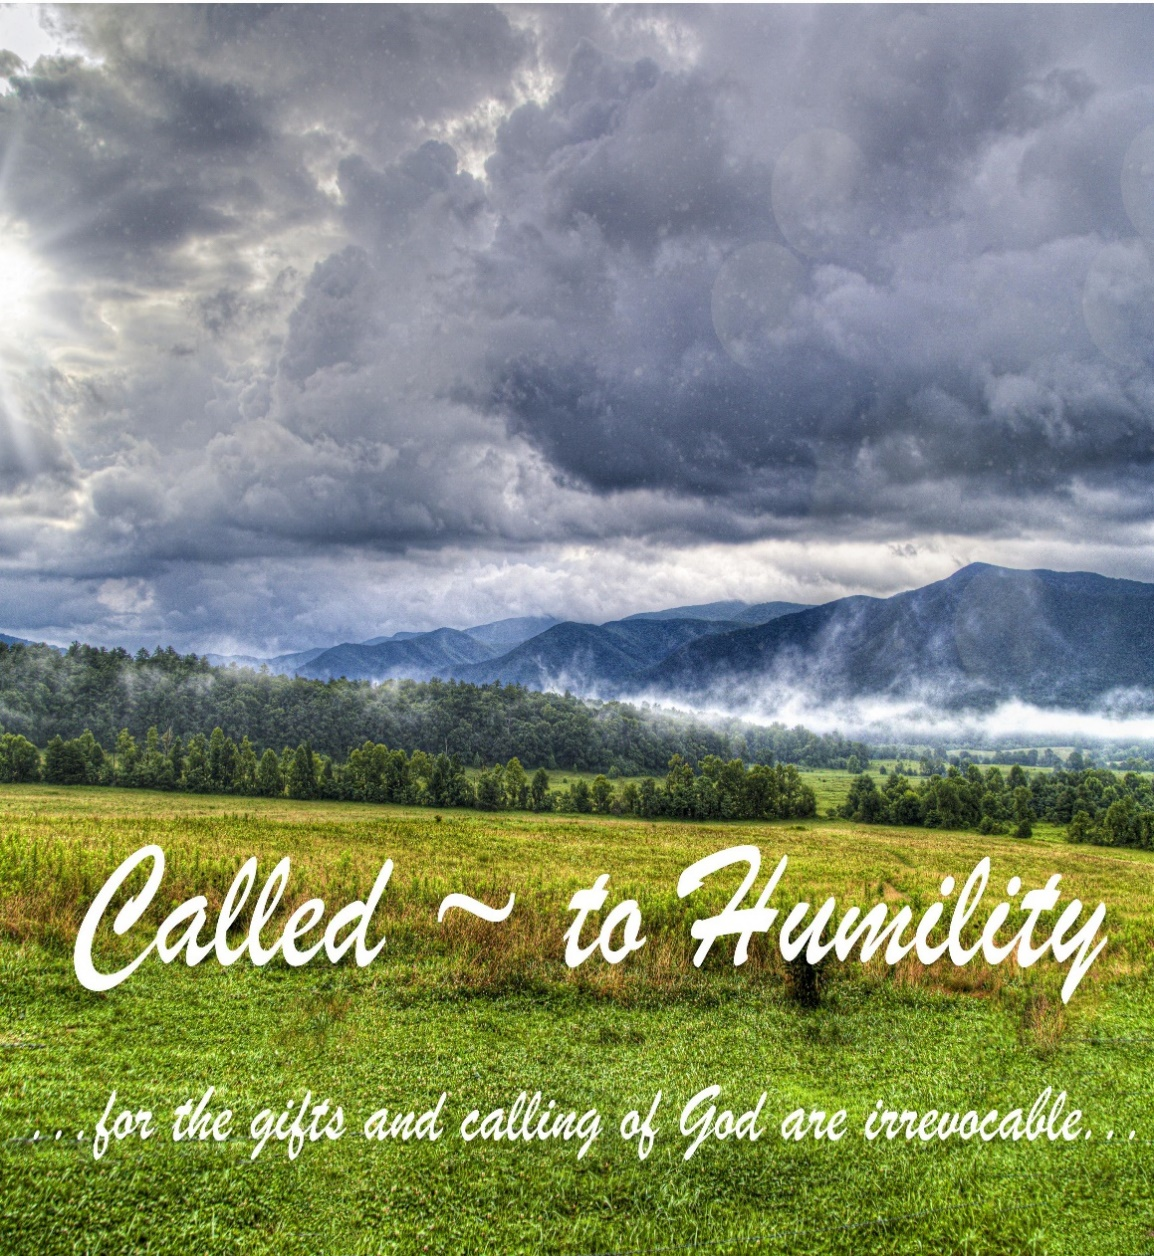 Called ~ to Humility
...for the gifts and calling of God are irrevocable...